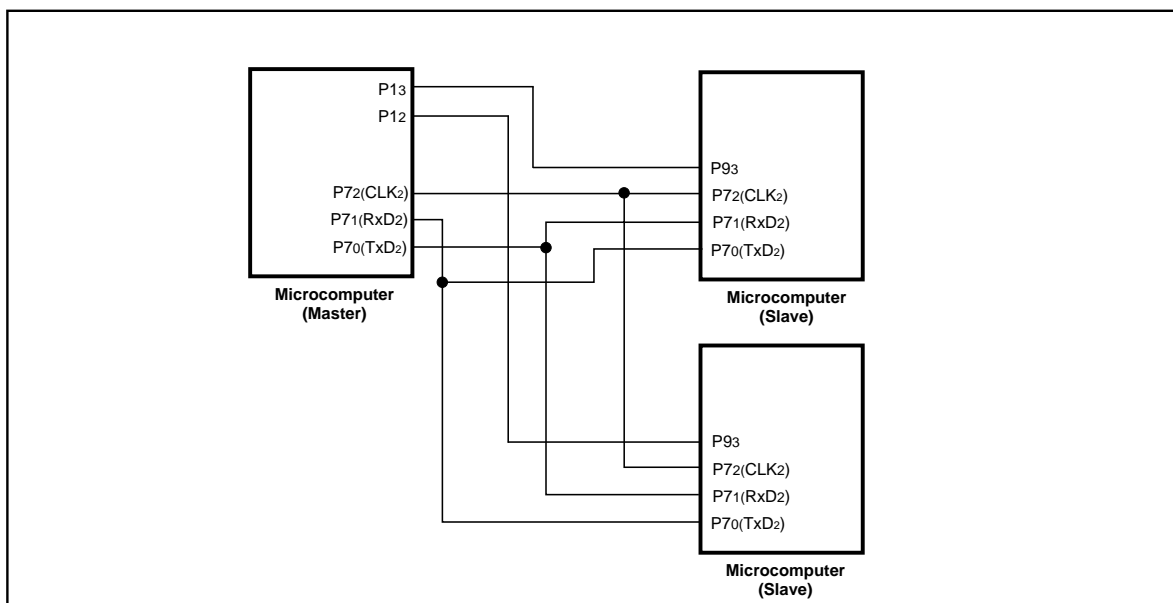 P13
P12
P72(CLK2)
P71(RxD2)
P70(TxD2)
Microcomputer
(Master)
P93
P72(CLK2)
P71(RxD2)
P70(TxD2)
Microcomputer
(Slave)
P93
P72(CLK2)
P71(RxD2)
P70(TxD2)
Microcomputer
(Slave)